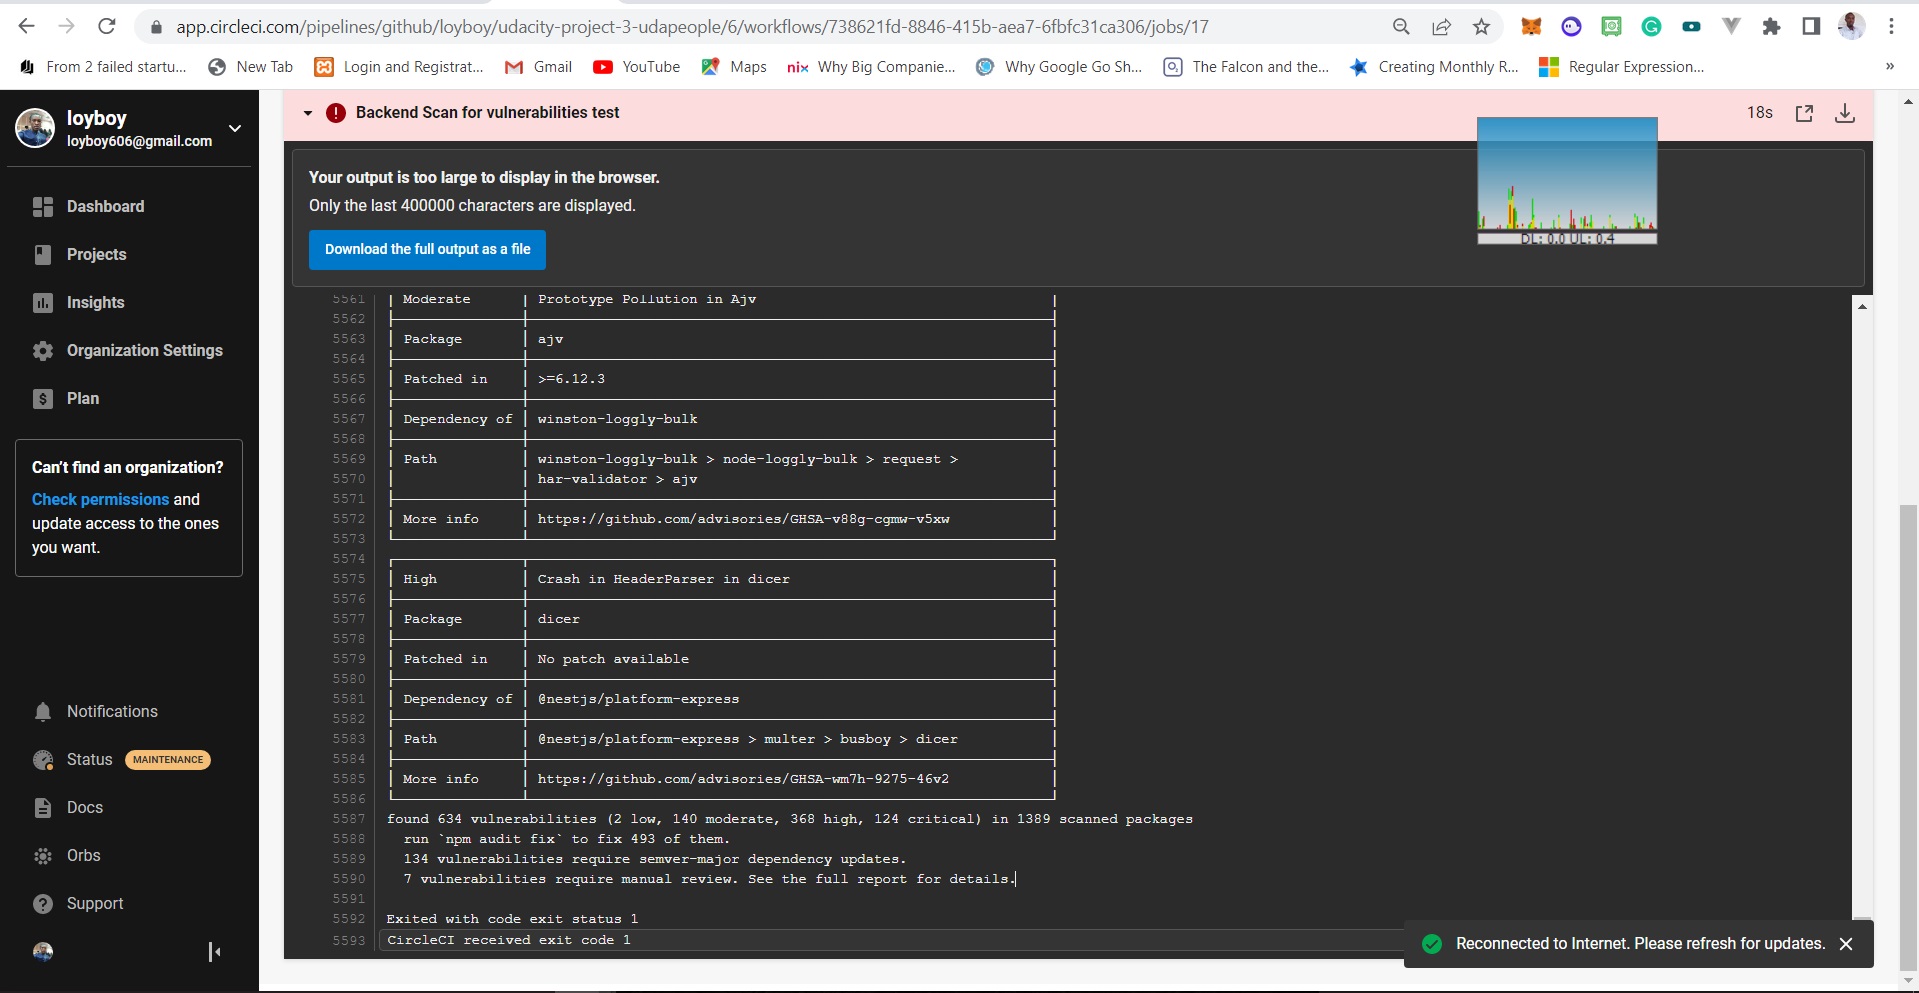 app.circleci.com/pipelines/github/loyboy/udacity-project-3-udapeople/6/workflows/738621fd-8846-415b-aea7-6fbfc31ca306/jobs/17
From 2 failed startu...
New Tab
Login and Registrat...
Gmail
YouTube
Maps
nix Why Big Companie...
Why Google Go Sh...
The Falcon and the...
Creating Monthly R...
Regular Expression...
»
loyboy
loyboy606@gmail.com
Dashboard
Projects
Insights
Organization Settings
Plan
Can't find an organization?
Check permissions and
update access to the ones
you want.
Notifications
Status MAINTENANCE
Docs
Orbs
Support
Backend Scan for vulnerabilities test
18s
Your output is too large to display in the browser.
Only the last 400000 characters are displayed.
Download the full output as a file
DL: 0.0 UL: 0.4
5561 Moderate Prototype Pollution in Ajv
5562
5563 Package ajv
5564
5565 Patched in >=6.12.3
5566
5567 Dependency of winston-loggly-bulk
5568
5569 Path winston-loggly-bulk > node-loggly-bulk > request >
5570 har-validator > ajv
5571
5572 More info https://github.com/advisories/GHSA-v88g-cgmw-v5xw
5573
5574
5575 High Crash in HeaderParser in dicer
5576
5577 Package dicer
5578
5579 Patched in No patch available
5580
5581 Dependency of @nestjs/platform-express
5582
5583 Path @nestjs/platform-express > multer > busboy > dicer
5584
5585 More info https://github.com/advisories/GHSA-wm7h-9275-46v2
5586
5587 found 634 vulnerabilities (2 low, 140 moderate, 368 high, 124 critical) in 1389 scanned packages
5588 run `npm audit fix` to fix 493 of them.
5589 134 vulnerabilities require semver-major dependency updates.
5590 7 vulnerabilities require manual review. See the full report for details.
5591
5592 Exited with code exit status 1
5593 CircleCI received exit code 1
Reconnected to Internet. Please refresh for updates.